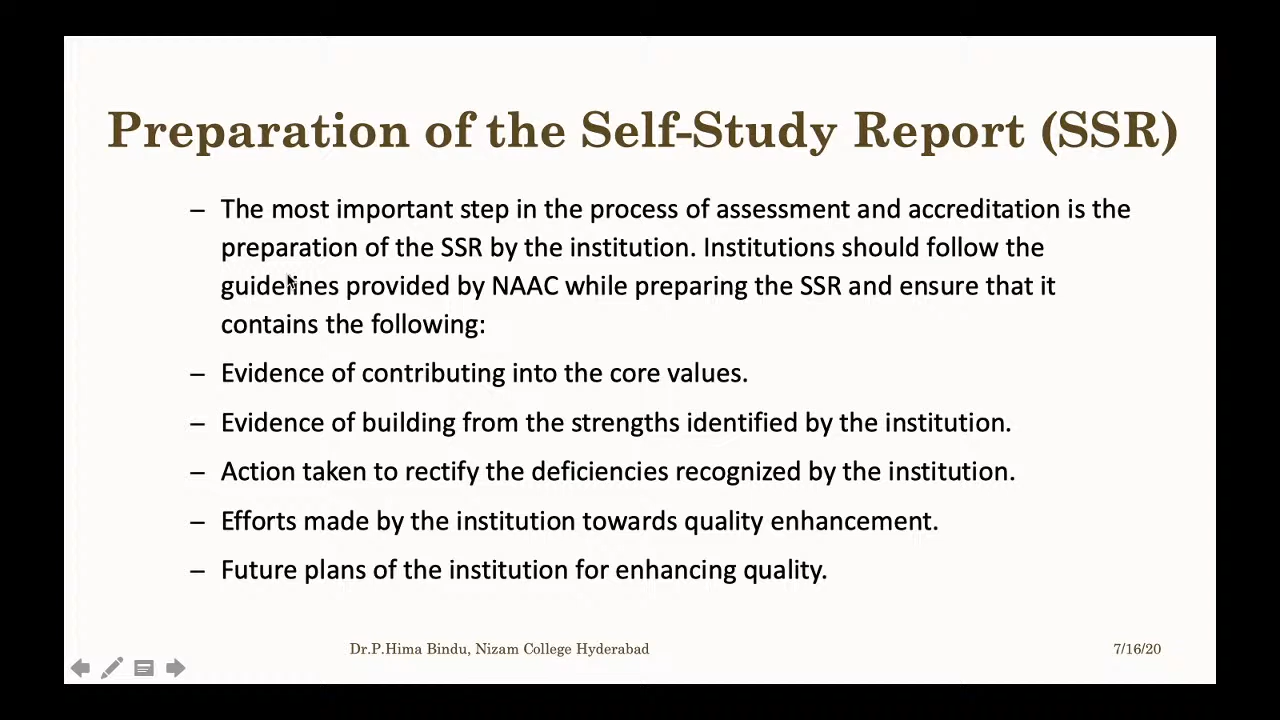 Preparation of the Self-Study Report (SSR)
– The most important step in the process of assessment and accreditation is the
preparation of the SSR by the institution. Institutions should follow the
guidelines provided by NAAC while preparing the SSR and ensure that it
contains the following:
– Evidence of contributing into the core values.
– Evidence of building from the strengths identified by the institution.
– Action taken to rectify the deficiencies recognized by the institution.
– Efforts made by the institution towards quality enhancement.
– Future plans of the institution for enhancing quality.
Dr.P.Hima Bindu, Nizam College Hyderabad
7/16/20